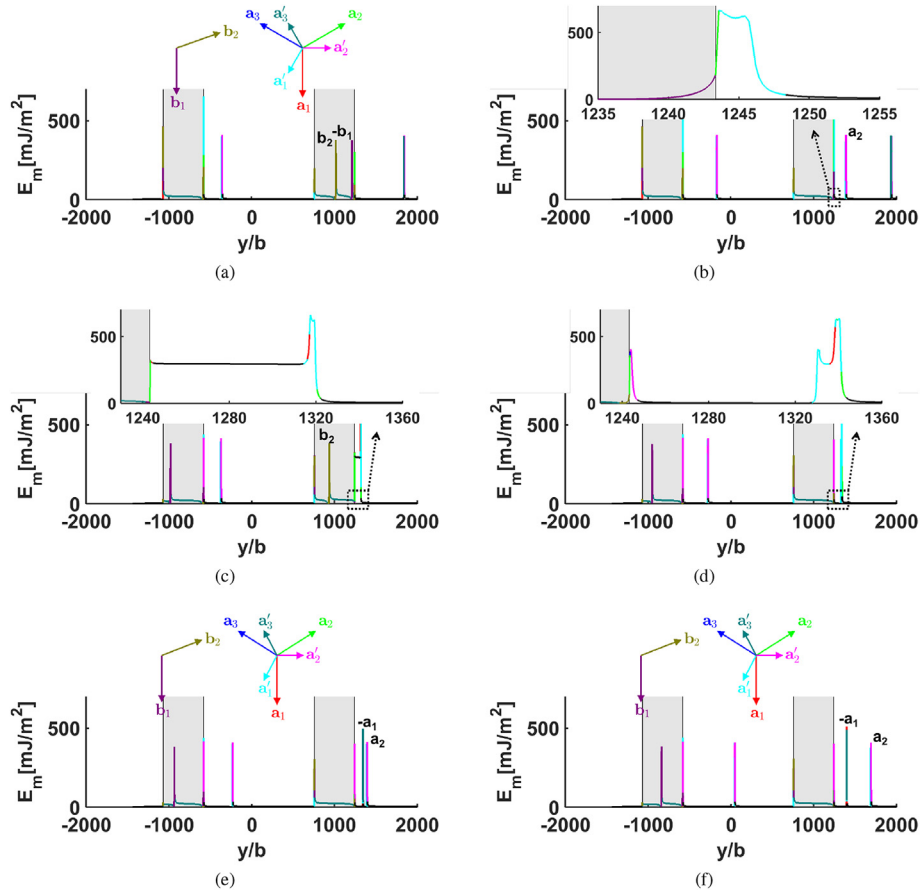 a₃ a′₃ a₂
b₂
a′₂
a′₁
b₁ a₁
500
b₂ -b₁
0
Eₘ[mJ/m²]
-2000 -1000 0 1000 2000
y/b
(a)
500
0
1235 1240 1245 1250 1255
500
a₂
0
Eₘ[mJ/m²]
-2000 -1000 0 1000 2000
y/b
(b)
500
0
1240 1280 1320 1360
500
b₂
0
Eₘ[mJ/m²]
-2000 -1000 0 1000 2000
y/b
(c)
500
0
1240 1280 1320 1360
500
0
Eₘ[mJ/m²]
-2000 -1000 0 1000 2000
y/b
(d)
a₃ a′₃ a₂
b₂
a′₂
a′₁
b₁ a₁
500
-a₁
a₂
0
Eₘ[mJ/m²]
-2000 -1000 0 1000 2000
y/b
(e)
a₃ a′₃ a₂
b₂
a′₂
a′₁
b₁ a₁
500
-a₁
a₂
0
Eₘ[mJ/m²]
-2000 -1000 0 1000 2000
y/b
(f)